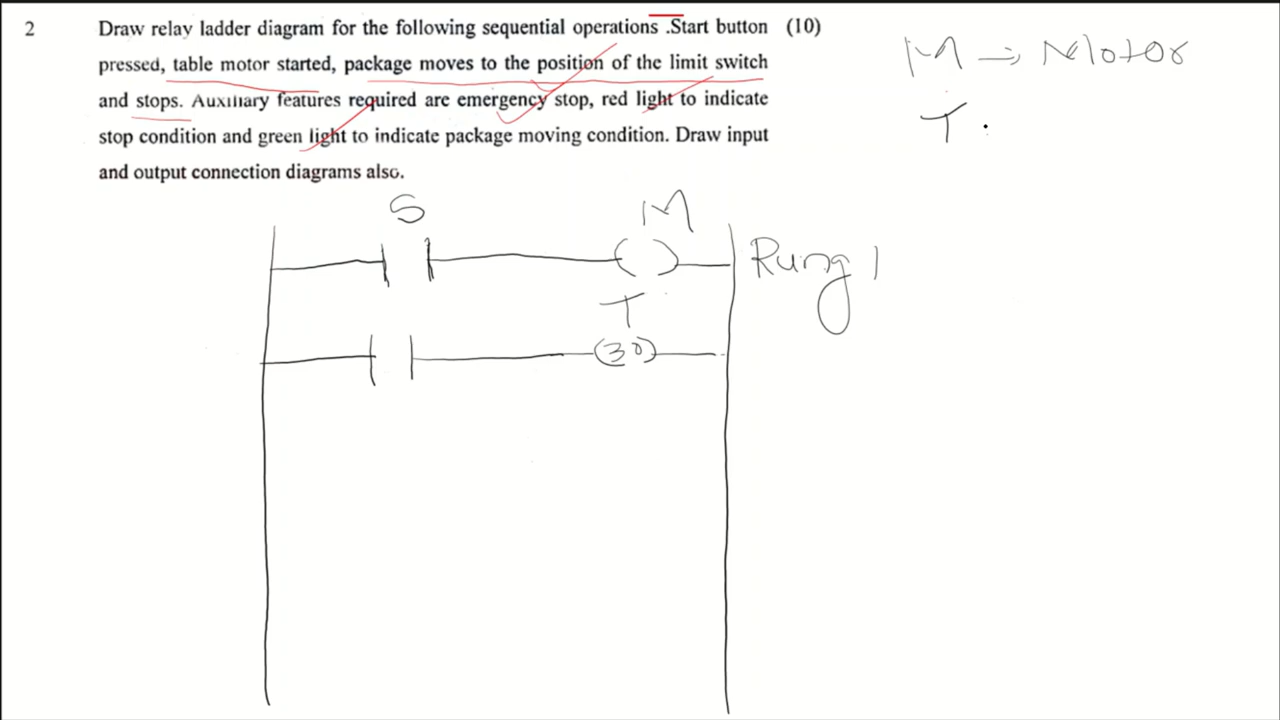 2 Draw relay ladder diagram for the following sequential operations .Start button (10)
pressed, table motor started, package moves to the position of the limit switch
and stops. Auxiliary features required are emergency stop, red light to indicate
stop condition and green light to indicate package moving condition. Draw input
and output connection diagrams also.
M → Motor
T
S
M
Rung 1
T
30